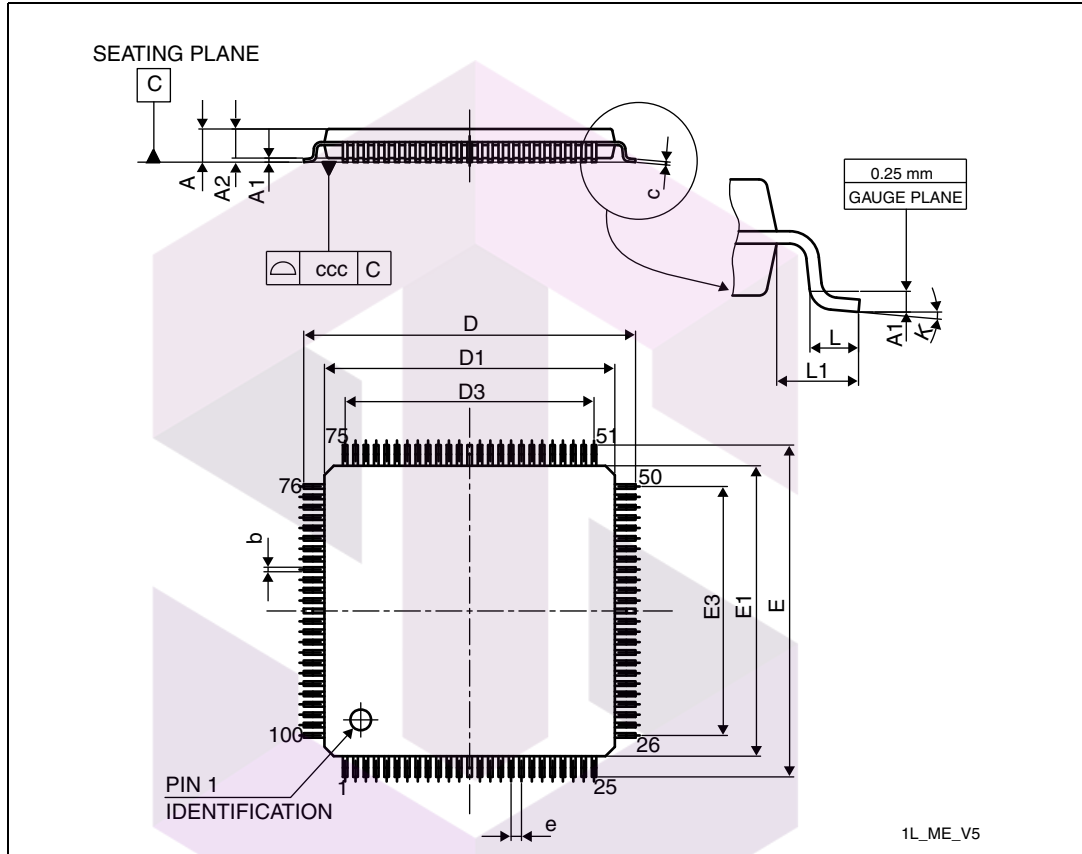 SEATING PLANE
C
A
A2
A1
c
0.25 mm
GAUGE PLANE
ccc C
A1
K
L
L1
D
D1
D3
75
51
76
50
b
E3
E1
E
100
26
PIN 1
IDENTIFICATION
1
25
e
1L_ME_V5